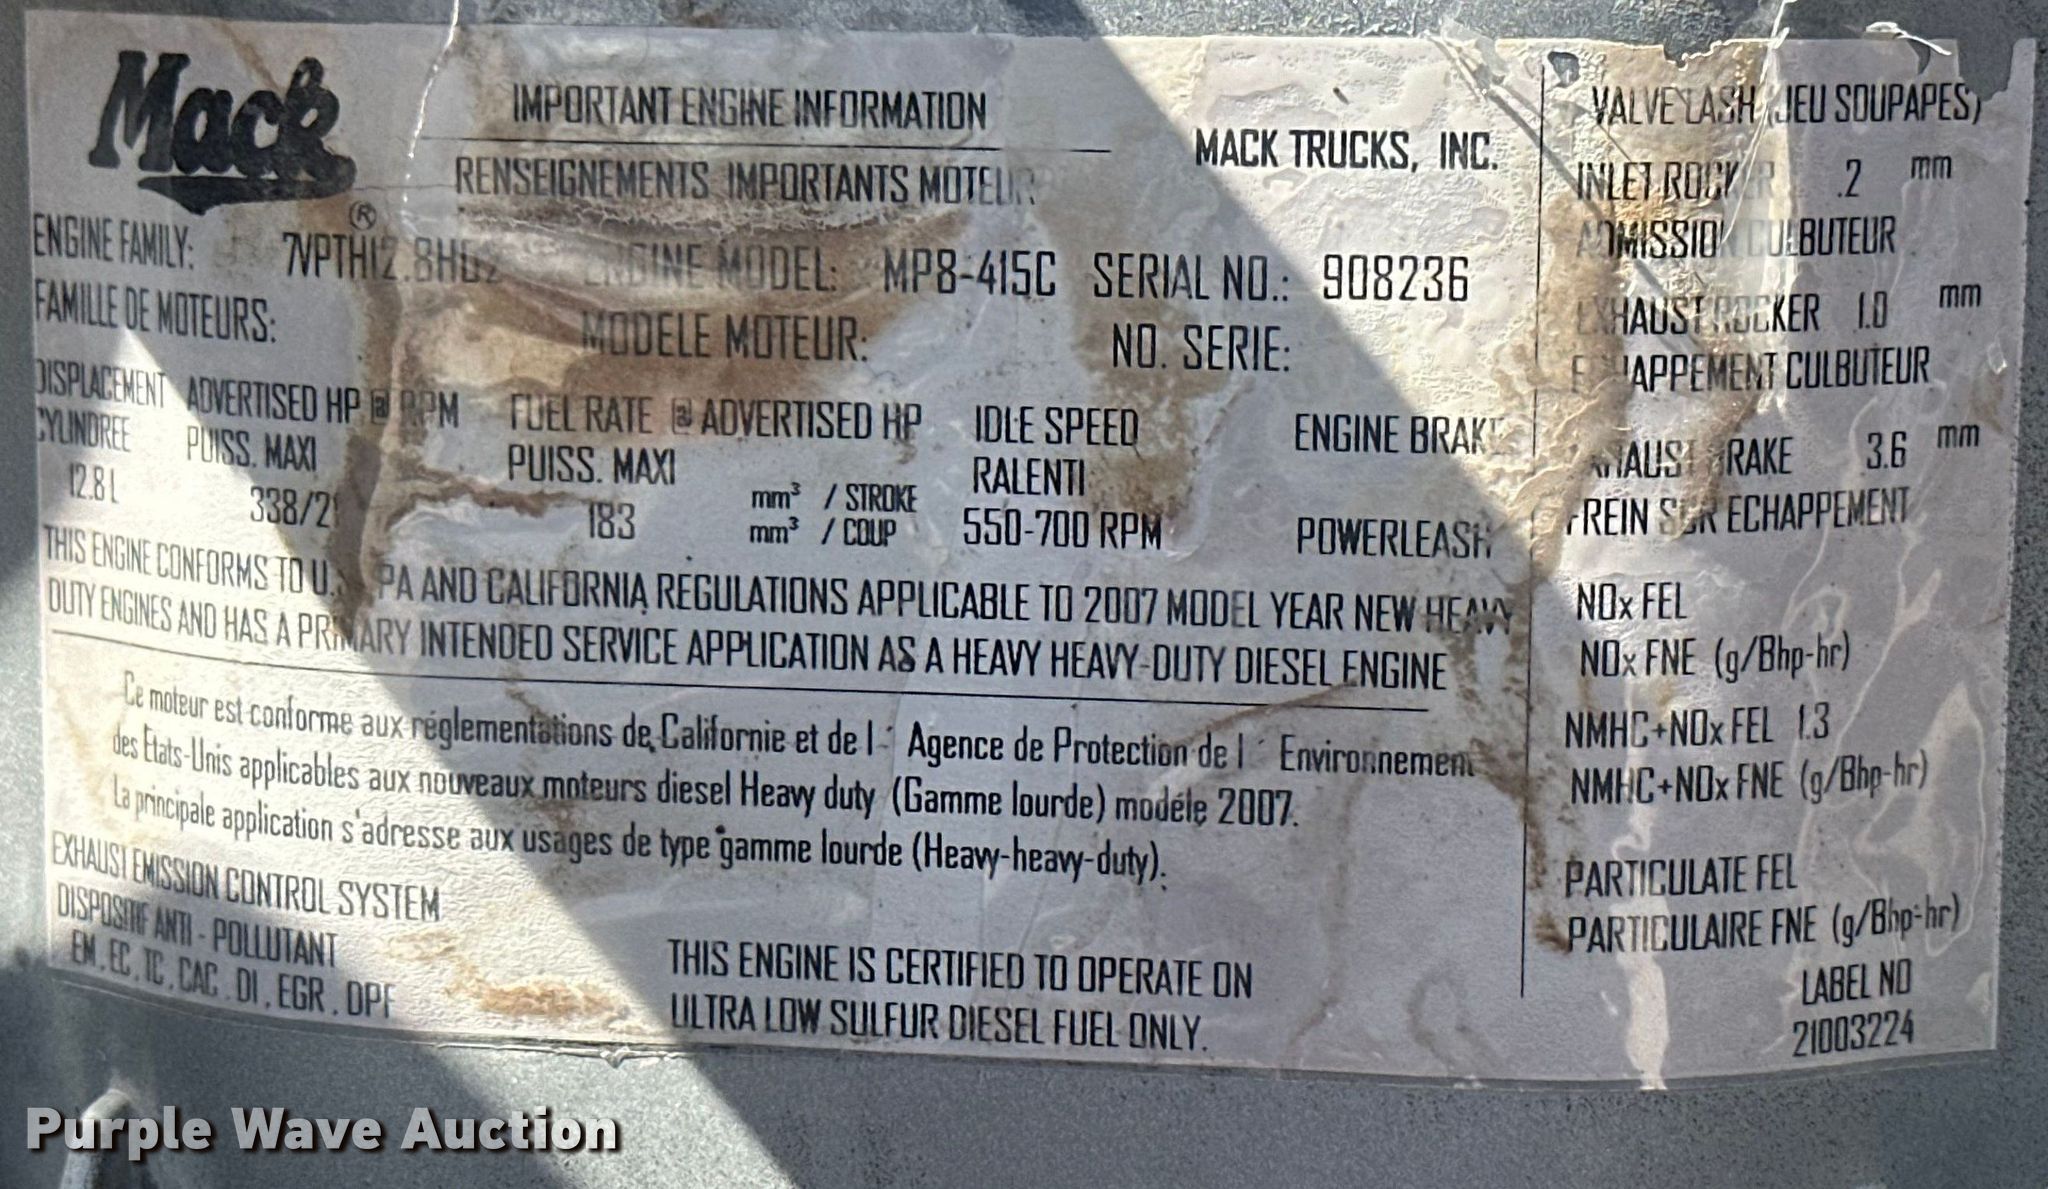 Mack ®
IMPORTANT ENGINE INFORMATION
RENSEIGNEMENTS IMPORTANTS MOTEUR
MACK TRUCKS, INC.
ENGINE FAMILY: ENGINE MODEL: MP8-415C SERIAL NO.: 908236
FAMILLE DE MOTEURS: MODELE MOTEUR: NO. SERIE:
DISPLACEMENT ADVERTISED HP @ RPM FUEL RATE @ ADVERTISED HP IDLE SPEED ENGINE BRAKE
CYLINDREE PUISS. MAXI PUISS. MAXI RALENTI
12.8 L 183 mm³ / STROKE 550-700 RPM POWERLEASH
mm³ / COUP
THIS ENGINE CONFORMS TO AND CALIFORNIA REGULATIONS APPLICABLE TO 2007 MODEL YEAR NEW HEAVY
DUTY ENGINES AND HAS A PRIMARY INTENDED SERVICE APPLICATION AS A HEAVY HEAVY-DUTY DIESEL ENGINE
Ce moteur est conforme aux réglementations de Californie et de l ´ Agence de Protection de l ´ Environnement
des Etats-Unis applicables aux nouveaux moteurs diesel Heavy duty (Gamme lourde) modéle 2007.
La principale application s'adresse aux usages de type gamme lourde (Heavy-heavy-duty).
EXHAUST EMISSION CONTROL SYSTEM
DISPOSITIF ANTI - POLLUTANT
EM , EC , TC , CAC , DI , EGR , DPF
THIS ENGINE IS CERTIFIED TO OPERATE ON
ULTRA LOW SULFUR DIESEL FUEL ONLY.
VALVE LASH (JEU SOUPAPES)
INLET ROCKER .2 mm
ADMISSION CULBUTEUR
EXHAUST ROCKER 1.0 mm
ECHAPPEMENT CULBUTEUR
EXHAUST BRAKE 3.6 mm
FREIN SUR ECHAPPEMENT
NOx FEL
NOx FNE (g/Bhp-hr)
NMHC+NOx FEL 1.3
NMHC+NOx FNE (g/Bhp-hr)
PARTICULATE FEL
PARTICULAIRE FNE (g/Bhp-hr)
LABEL NO
21003224
Purple Wave Auction